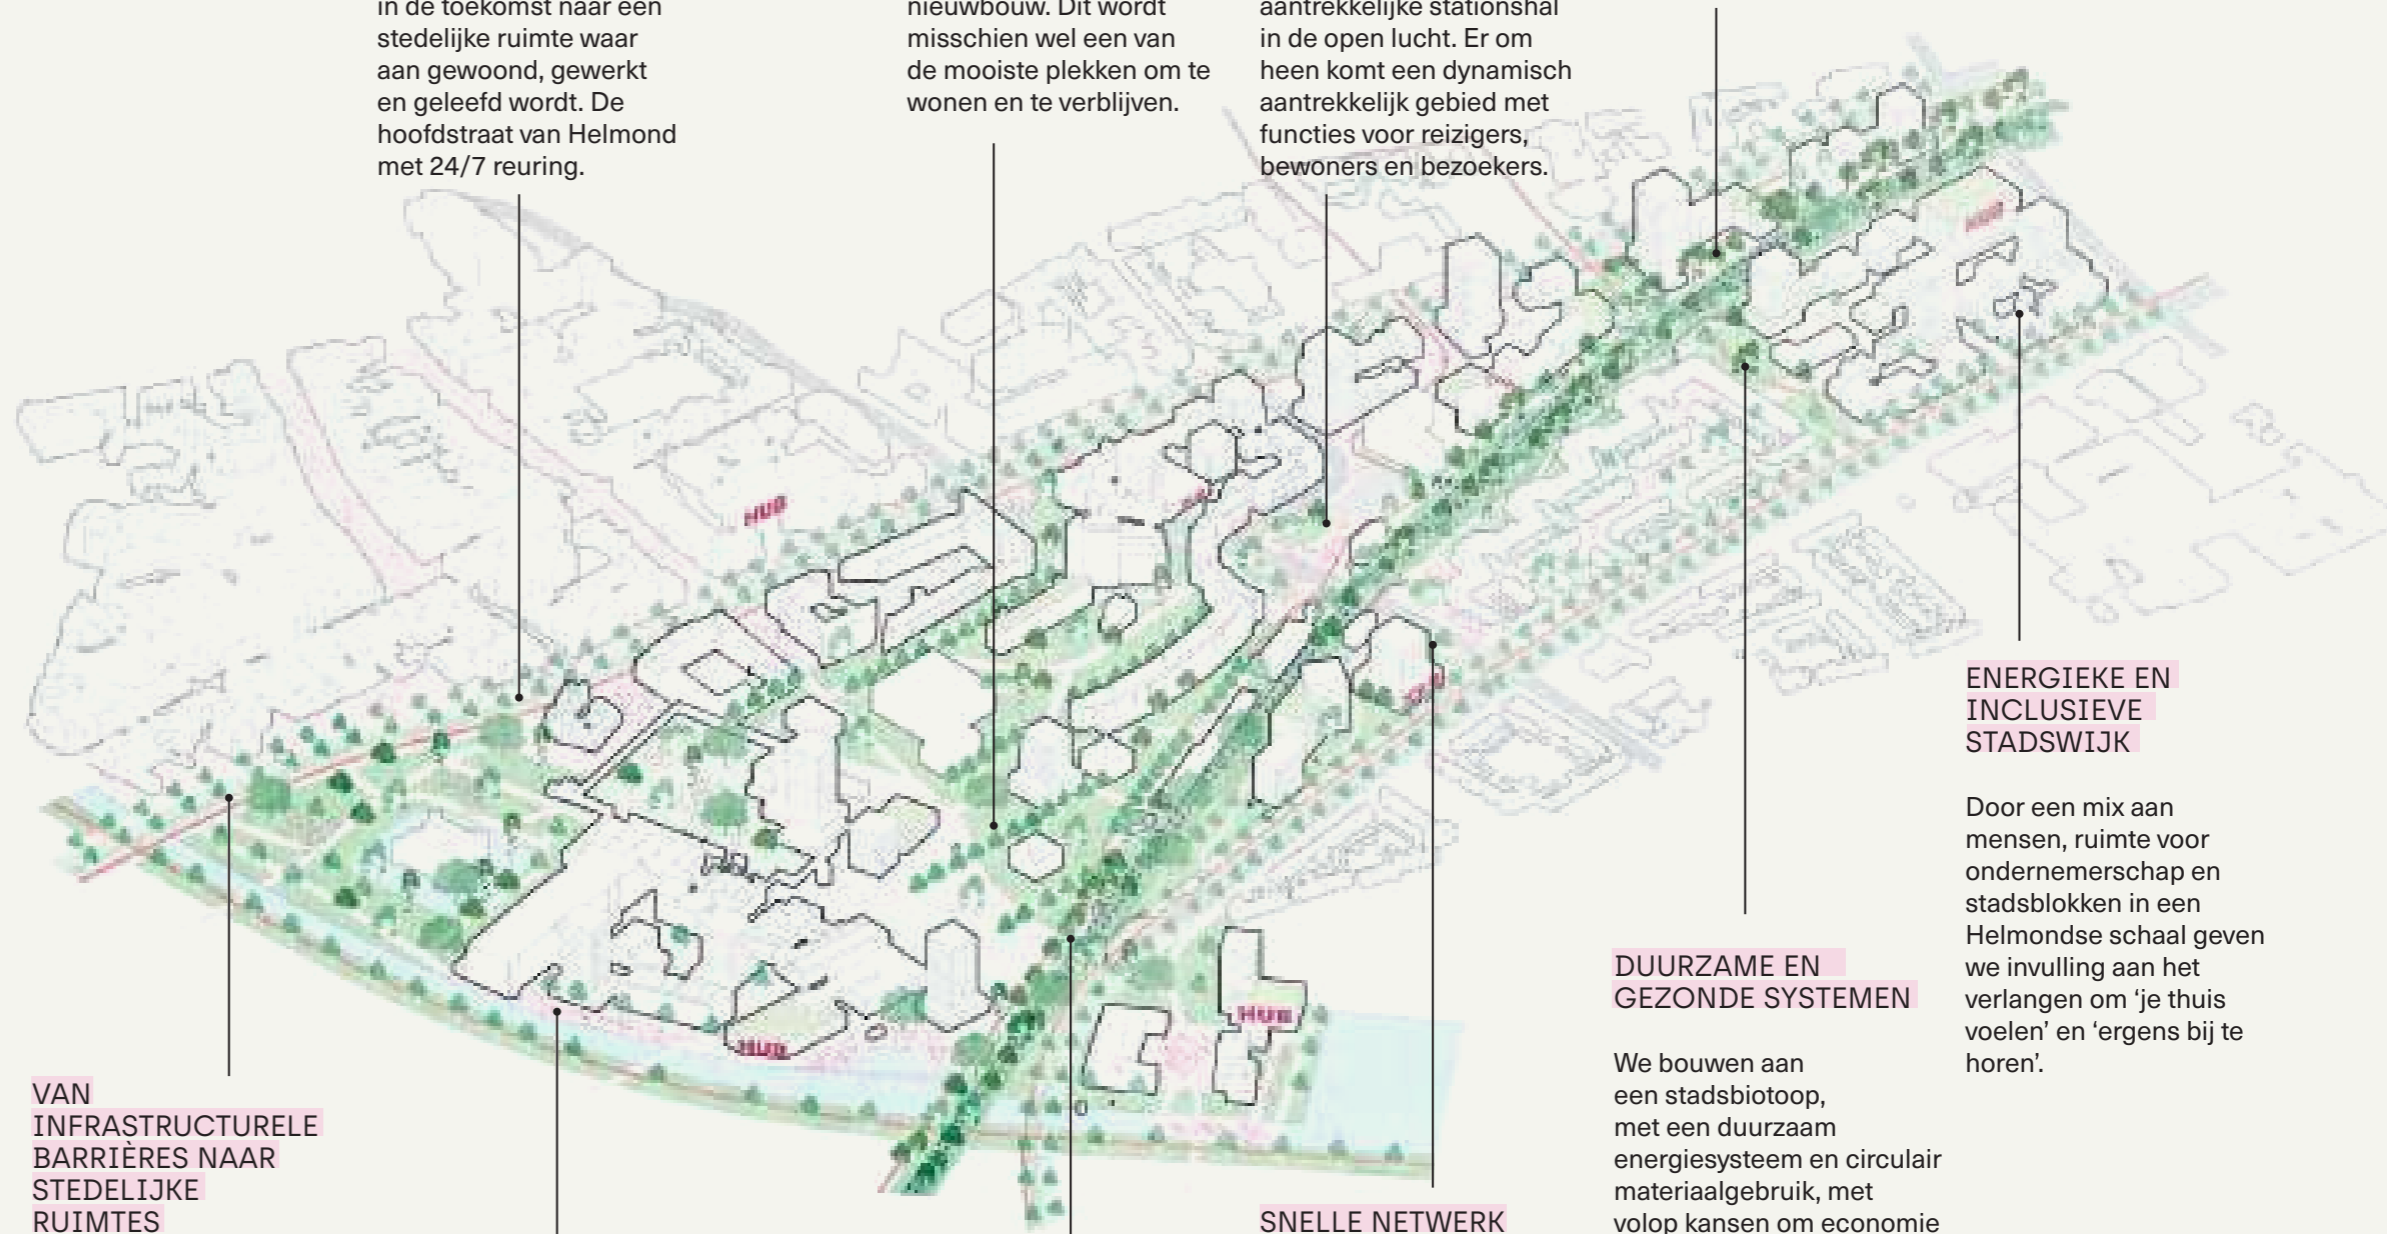 in de toekomst naar een
stedelijke ruimte waar
aan gewoond, gewerkt
en geleefd wordt. De
hoofdstraat van Helmond
met 24/7 reuring.
nieuwbouw. Dit wordt
misschien wel een van
de mooiste plekken om te
wonen en te verblijven.
aantrekkelijke stationshal
in de open lucht. Er om
heen komt een dynamisch
aantrekkelijk gebied met
functies voor reizigers,
bewoners en bezoekers.
HUB
HUB
HUB
HUB
ENERGIEKE EN
INCLUSIEVE
STADSWIJK
Door een mix aan
mensen, ruimte voor
ondernemerschap en
stadsblokken in een
Helmondse schaal geven
we invulling aan het
verlangen om ‘je thuis
voelen’ en ‘ergens bij te
horen’.
DUURZAME EN
GEZONDE SYSTEMEN
We bouwen aan
een stadsbiotoop,
met een duurzaam
energiesysteem en circulair
materiaalgebruik, met
volop kansen om economie
VAN
INFRASTRUCTURELE
BARRIÈRES NAAR
STEDELIJKE
RUIMTES
SNELLE NETWERK